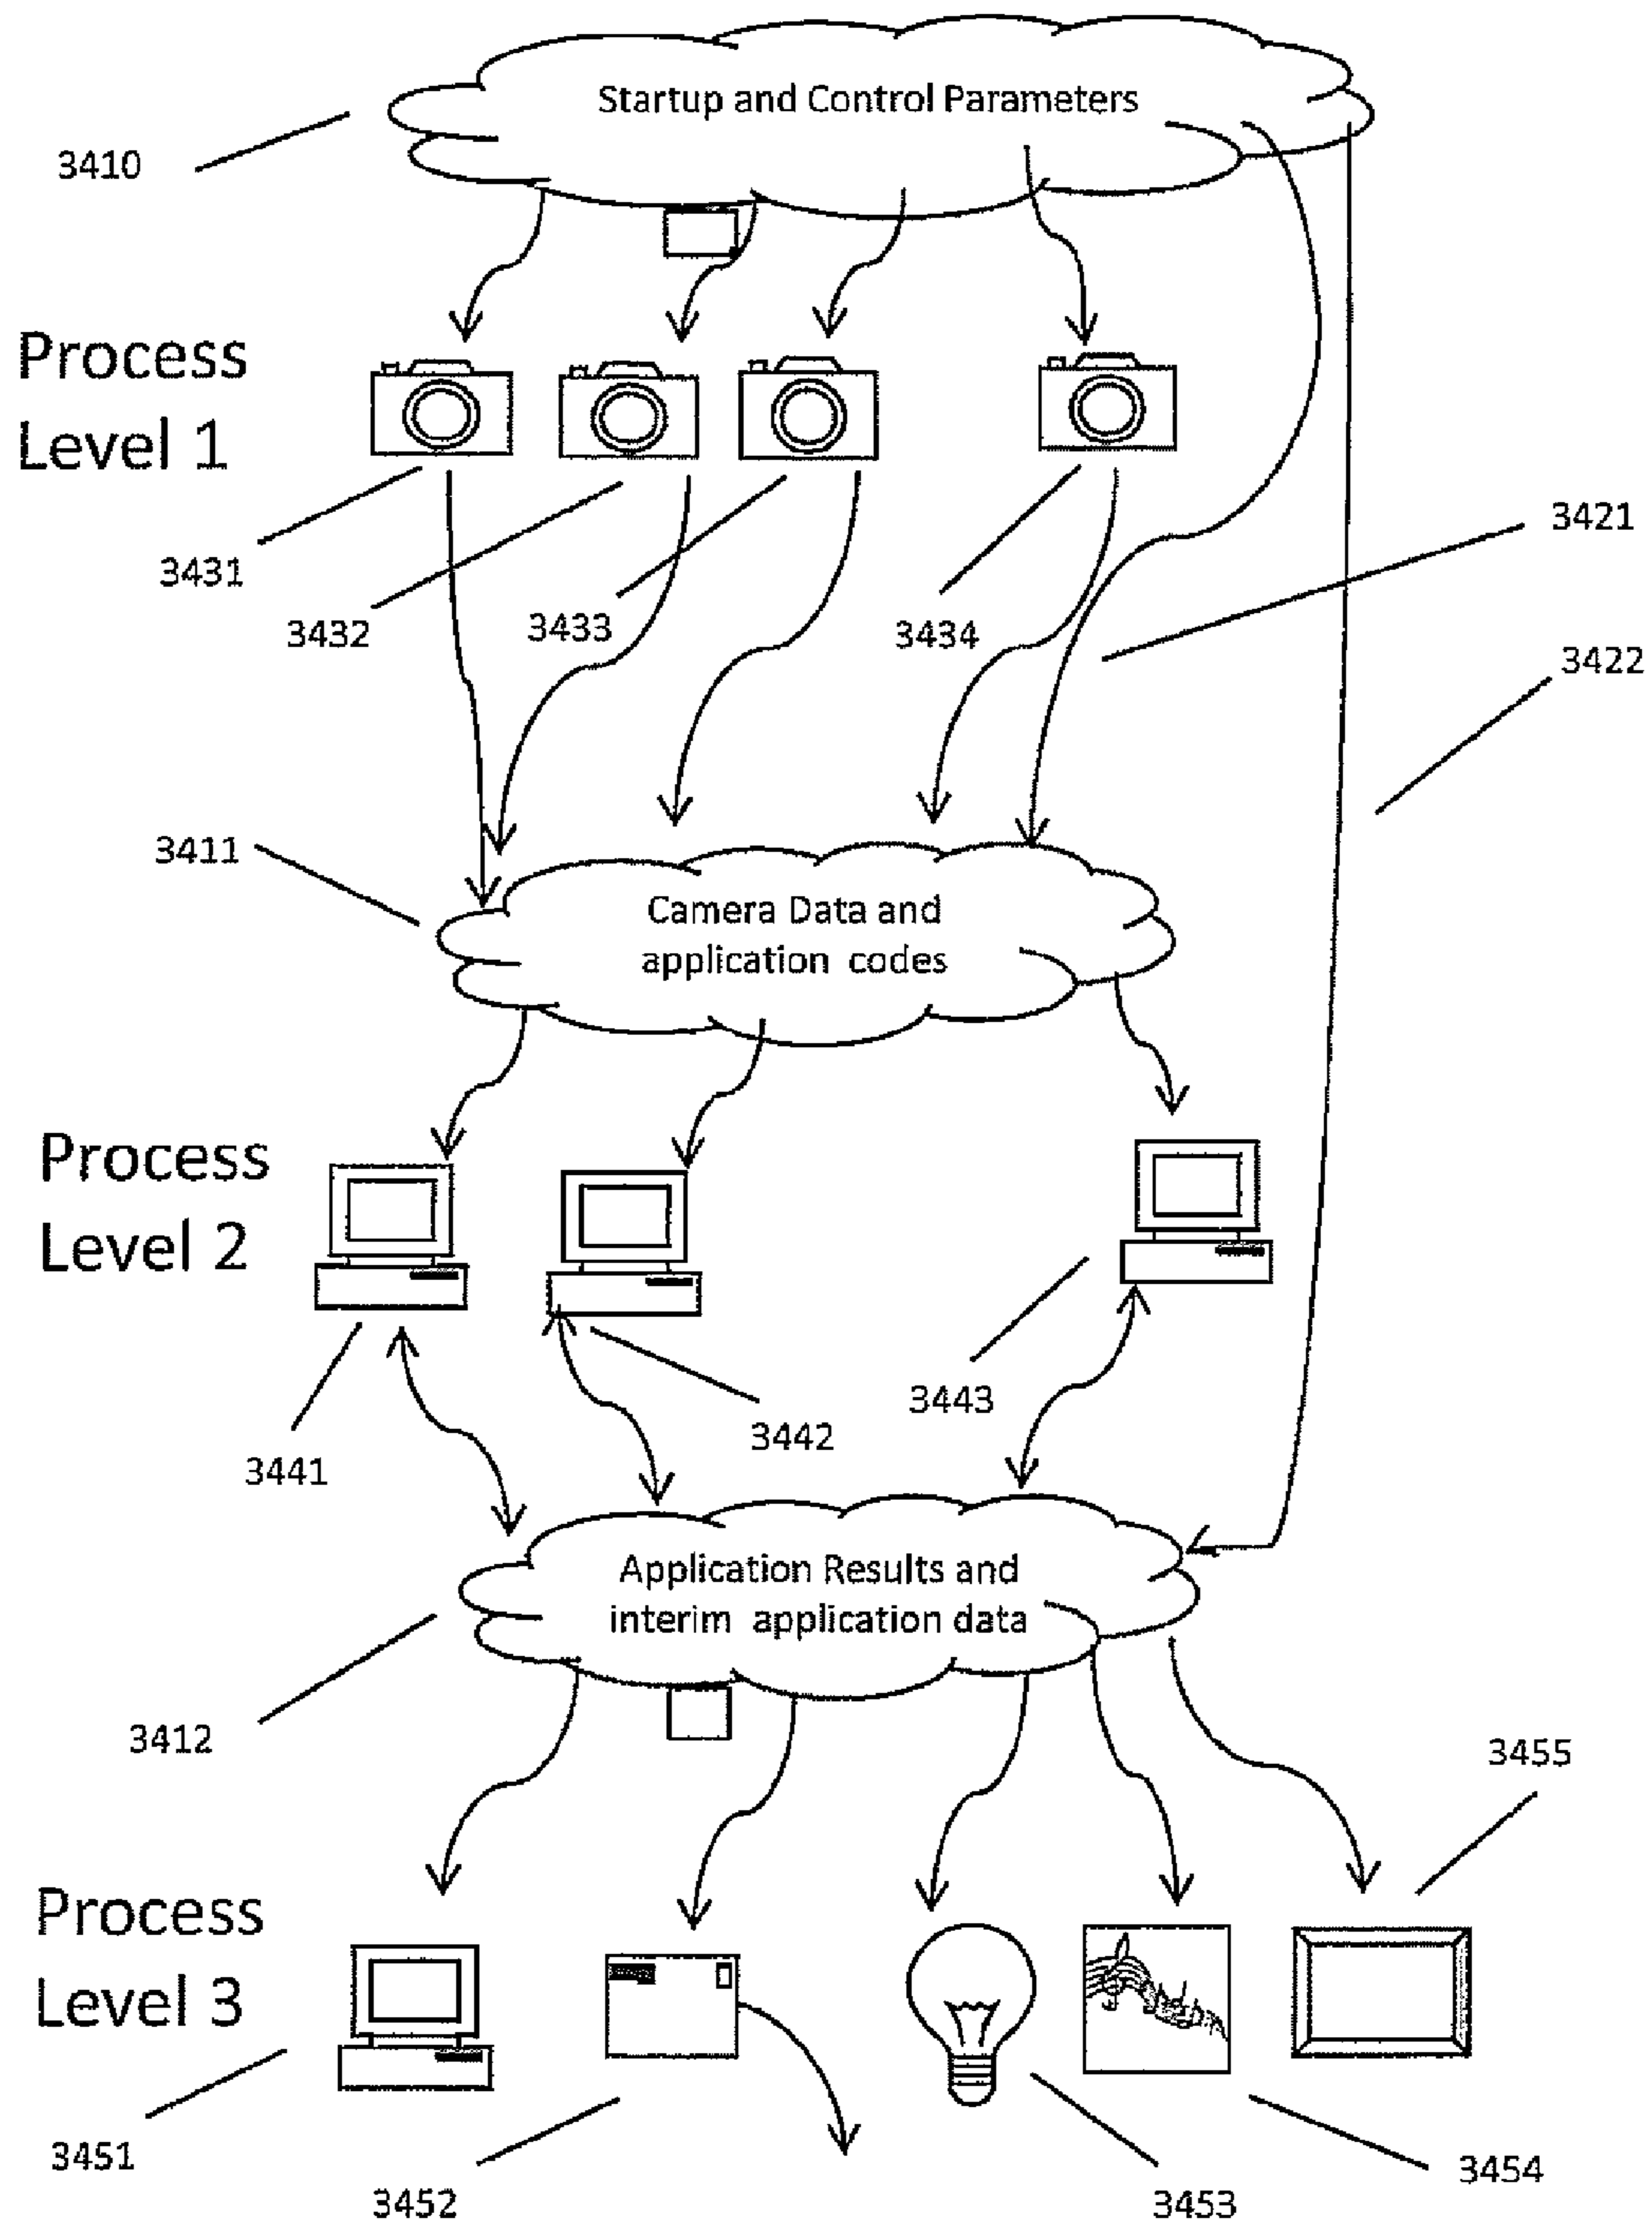 Startup and Control Parameters
3410
Process
Level 1
3421
3431
3432
3433
3434
3422
3411
Camera Data and
application codes
Process
Level 2
3443
3442
3441
Application Results and
interim application data
3412
3455
Process
Level 3
3451
3452
3453
3454